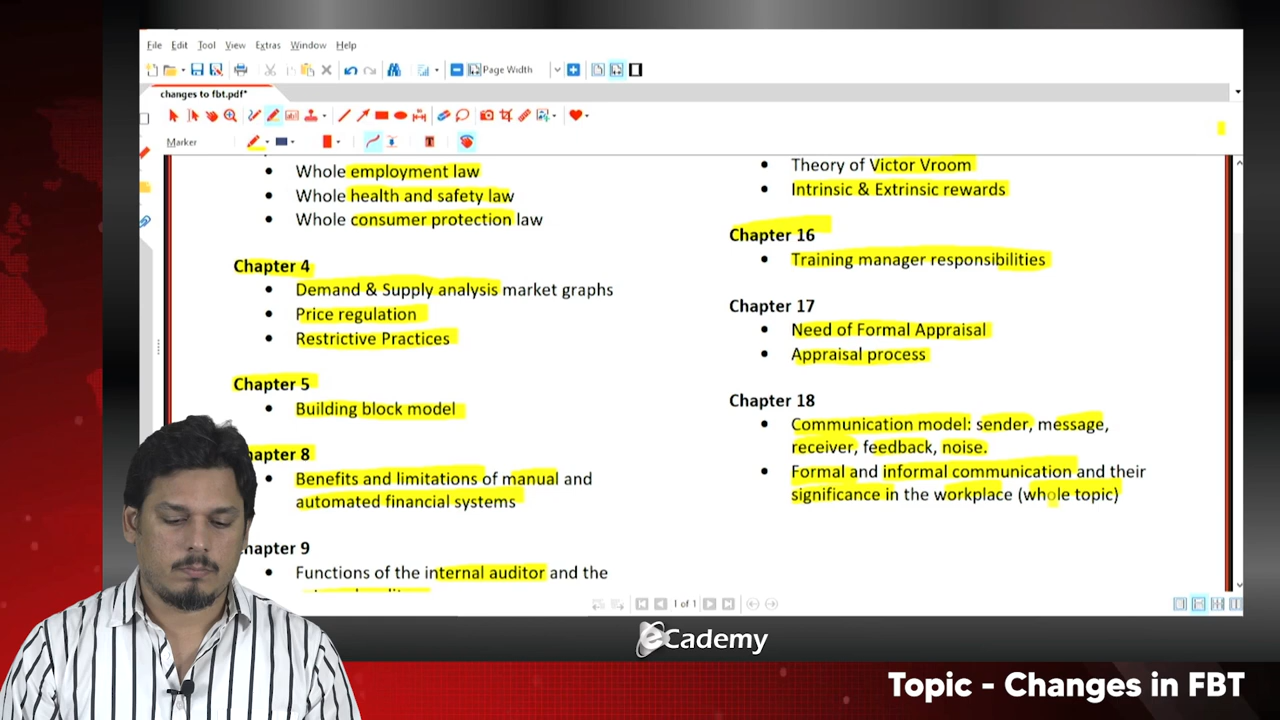 File Edit Tool View Extras Window Help
Page Width
changes to fbt.pdf*
Marker
T
• Whole employment law
• Whole health and safety law
• Whole consumer protection law
Chapter 4
• Demand & Supply analysis market graphs
• Price regulation
• Restrictive Practices
Chapter 5
• Building block model
hapter 8
• Benefits and limitations of manual and
automated financial systems
hapter 9
• Functions of the internal auditor and the
• Theory of Victor Vroom
• Intrinsic & Extrinsic rewards
Chapter 16
• Training manager responsibilities
Chapter 17
• Need of Formal Appraisal
• Appraisal process
Chapter 18
• Communication model: sender, message,
receiver, feedback, noise.
• Formal and informal communication and their
significance in the workplace (whole topic)
1 of 1
eCademy
Topic - Changes in FBT